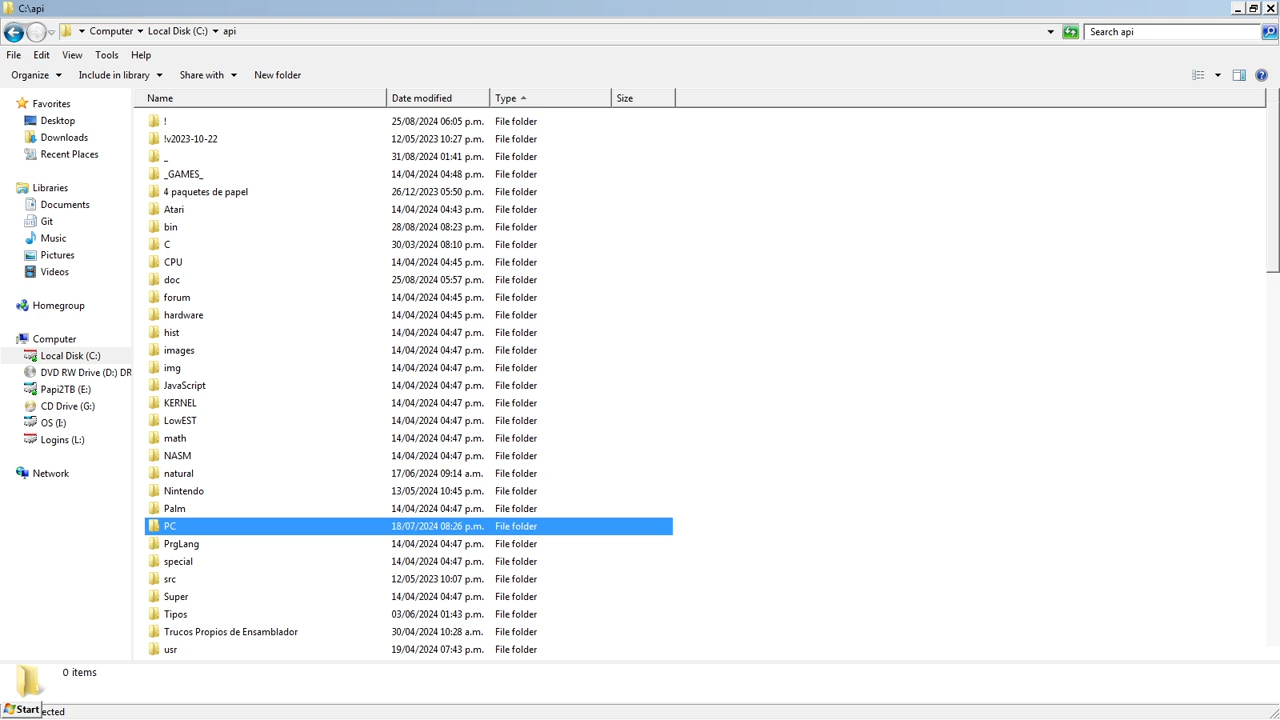 C:\api
Computer Local Disk (C:) api Search api
File Edit View Tools Help
Organize Include in library Share with New folder
Name Date modified Type Size
Favorites
Desktop
Downloads
Recent Places
Libraries
Documents
Git
Music
Pictures
Videos
Homegroup
Computer
Local Disk (C:)
DVD RW Drive (D:) DR
Papi2TB (E:)
CD Drive (G:)
OS (I:)
Logins (L:)
Network
! 25/08/2024 06:05 p.m. File folder
!v2023-10-22 12/05/2023 10:27 p.m. File folder
_ 31/08/2024 01:41 p.m. File folder
_GAMES_ 14/04/2024 04:48 p.m. File folder
4 paquetes de papel 26/12/2023 05:50 p.m. File folder
Atari 14/04/2024 04:43 p.m. File folder
bin 28/08/2024 08:23 p.m. File folder
C 30/03/2024 08:10 p.m. File folder
CPU 14/04/2024 04:45 p.m. File folder
doc 25/08/2024 05:57 p.m. File folder
forum 14/04/2024 04:45 p.m. File folder
hardware 14/04/2024 04:45 p.m. File folder
hist 14/04/2024 04:47 p.m. File folder
images 14/04/2024 04:47 p.m. File folder
img 14/04/2024 04:47 p.m. File folder
JavaScript 14/04/2024 04:47 p.m. File folder
KERNEL 14/04/2024 04:47 p.m. File folder
LowEST 14/04/2024 04:47 p.m. File folder
math 14/04/2024 04:47 p.m. File folder
NASM 14/04/2024 04:47 p.m. File folder
natural 17/06/2024 09:14 a.m. File folder
Nintendo 13/05/2024 10:45 p.m. File folder
Palm 14/04/2024 04:47 p.m. File folder
PC 18/07/2024 08:26 p.m. File folder
PrgLang 14/04/2024 04:47 p.m. File folder
special 14/04/2024 04:47 p.m. File folder
src 12/05/2023 10:07 p.m. File folder
Super 14/04/2024 04:47 p.m. File folder
Tipos 03/06/2024 01:43 p.m. File folder
Trucos Propios de Ensamblador 30/04/2024 10:28 a.m. File folder
usr 19/04/2024 07:43 p.m. File folder
0 items
Start ected